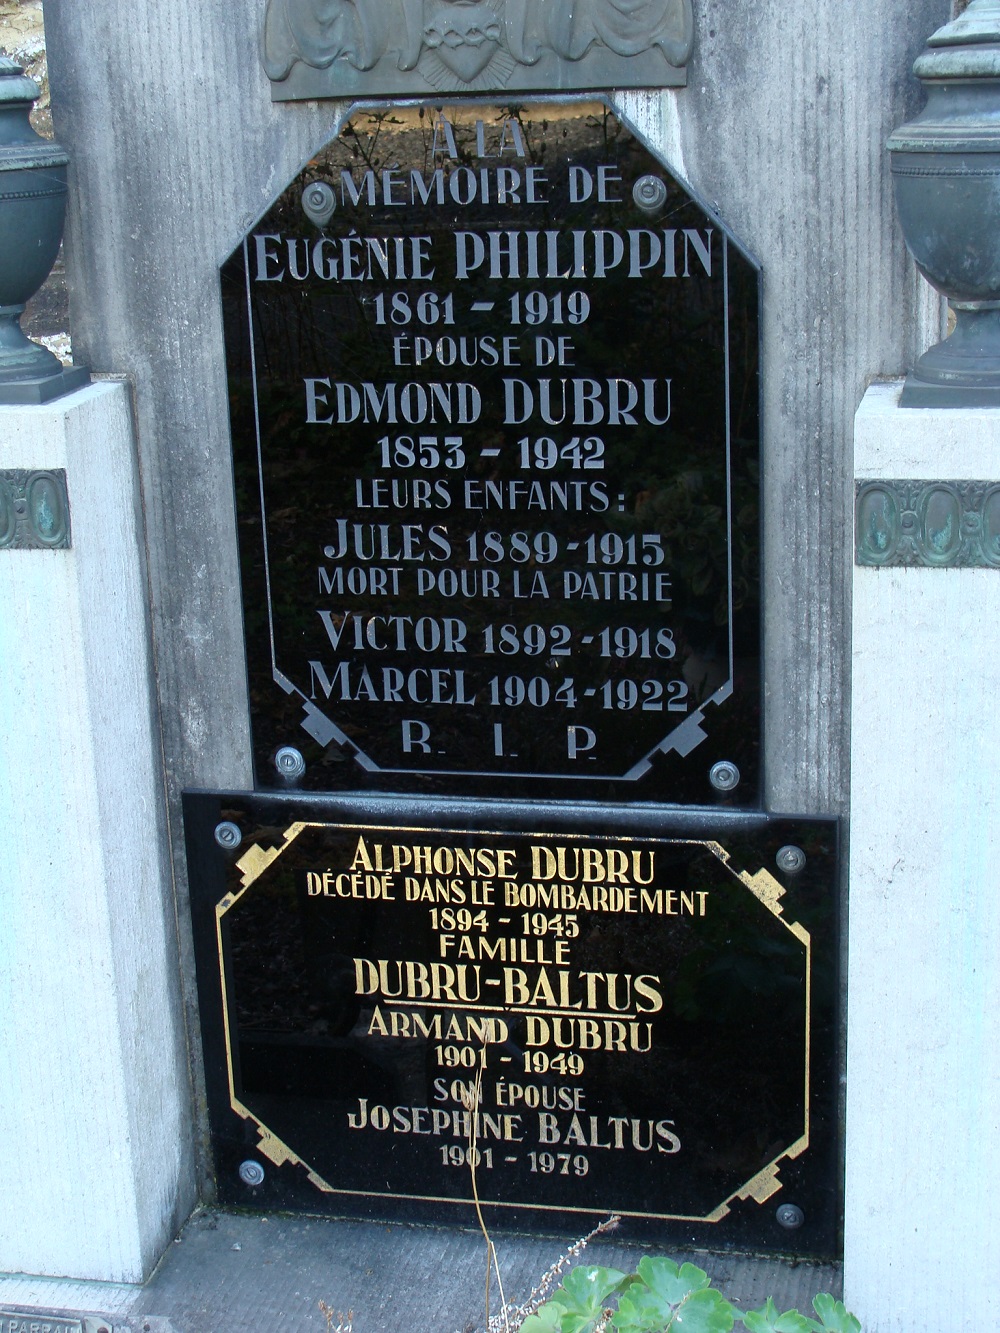 À LA
MÉMOIRE DE
EUGÉNIE PHILIPPIN
1861 - 1919
ÉPOUSE DE
EDMOND DUBRU
1853 - 1942
LEURS ENFANTS :
JULES 1889 - 1915
MORT POUR LA PATRIE
VICTOR 1892 - 1918
MARCEL 1904 - 1922
R. I. P.
ALPHONSE DUBRU
DÉCÉDÉ DANS LE BOMBARDEMENT
1894 - 1945
FAMILLE
DUBRU-BALTUS
ARMAND DUBRU
1901 - 1949
SON ÉPOUSE
JOSEPHINE BALTUS
1901 - 1979